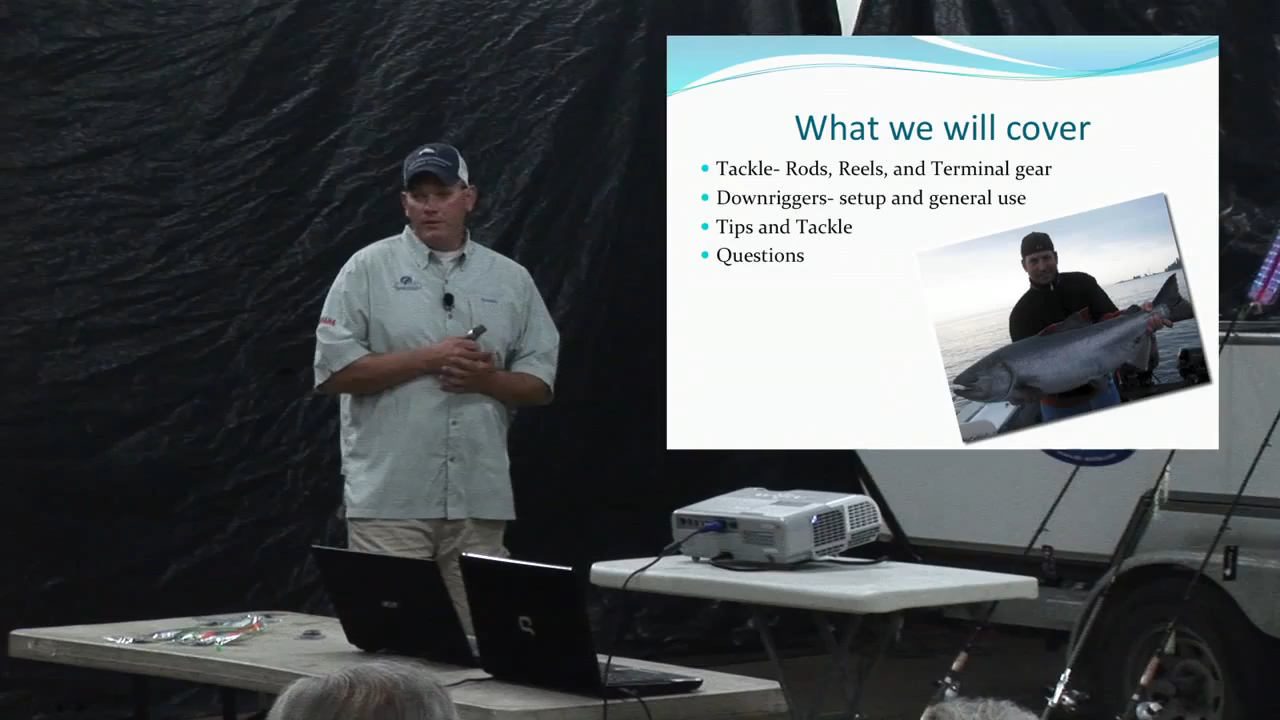 What we will cover
Tackle- Rods, Reels, and Terminal gear
Downriggers- setup and general use
Tips and Tackle
Questions